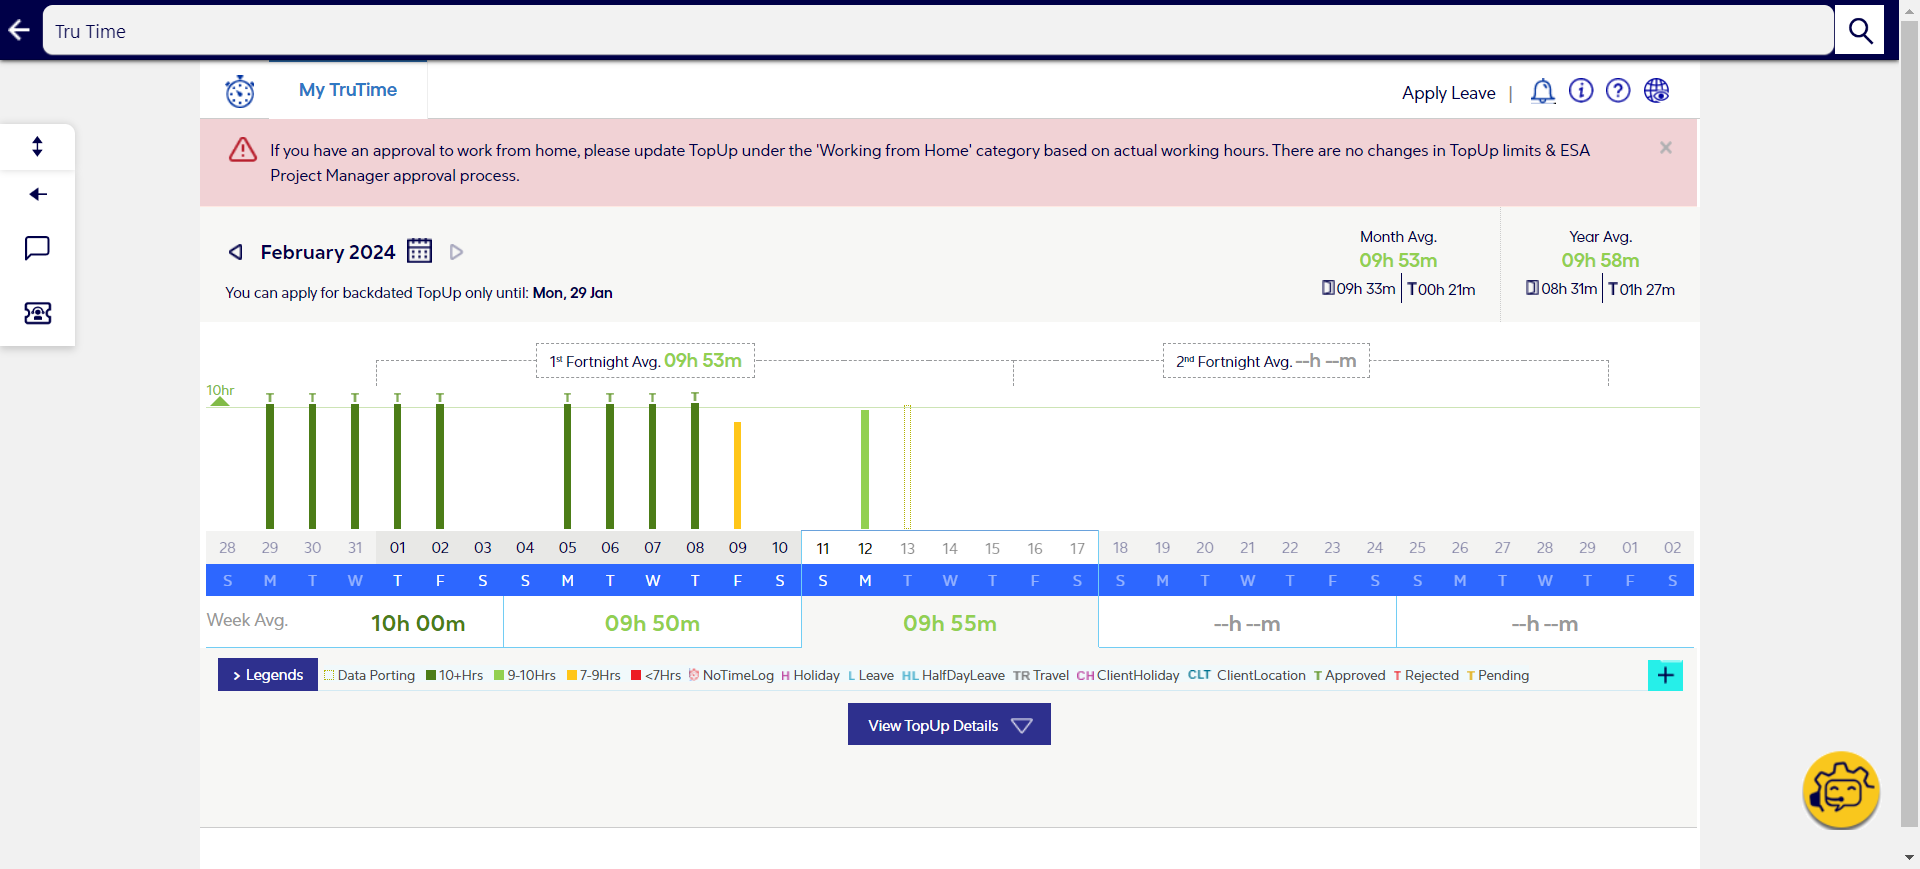 Tru Time
My TruTime
Apply Leave |
If you have an approval to work from home, please update TopUp under the 'Working from Home' category based on actual working hours. There are no changes in TopUp limits & ESA
Project Manager approval process.
×
February 2024
You can apply for backdated TopUp only until: Mon, 29 Jan
Month Avg.
09h 53m
09h 33m T 00h 21m
Year Avg.
09h 58m
08h 31m T 01h 27m
1st Fortnight Avg. 09h 53m
2nd Fortnight Avg. --h --m
10hr
T T T T T T T T T
28 29 30 31 01 02 03 04 05 06 07 08 09 10 11 12 13 14 15 16 17 18 19 20 21 22 23 24 25 26 27 28 29 01 02
S M T W T F S S M T W T F S S M T W T F S S M T W T F S S M T W T F S
Week Avg. 10h 00m 09h 50m 09h 55m --h --m --h --m
> Legends Data Porting 10+Hrs 9-10Hrs 7-9Hrs <7Hrs NoTimeLog H Holiday L Leave HL HalfDayLeave TR Travel CH ClientHoliday CLT ClientLocation T Approved T Rejected T Pending +
View TopUp Details